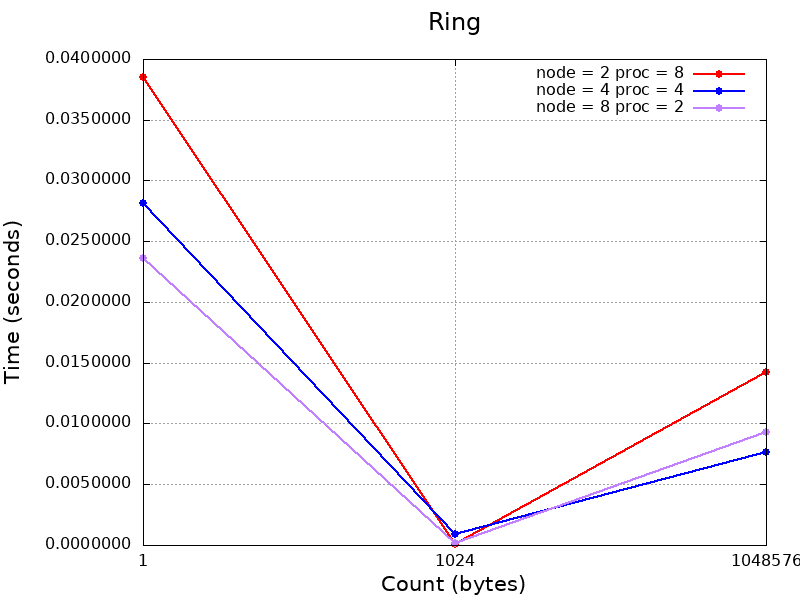 Ring
0.0400000
0.0350000
0.0300000
0.0250000
0.0200000
0.0150000
0.0100000
0.0050000
0.0000000
Time (seconds)
node = 2 proc = 8
node = 4 proc = 4
node = 8 proc = 2
1 1024 1048576
Count (bytes)